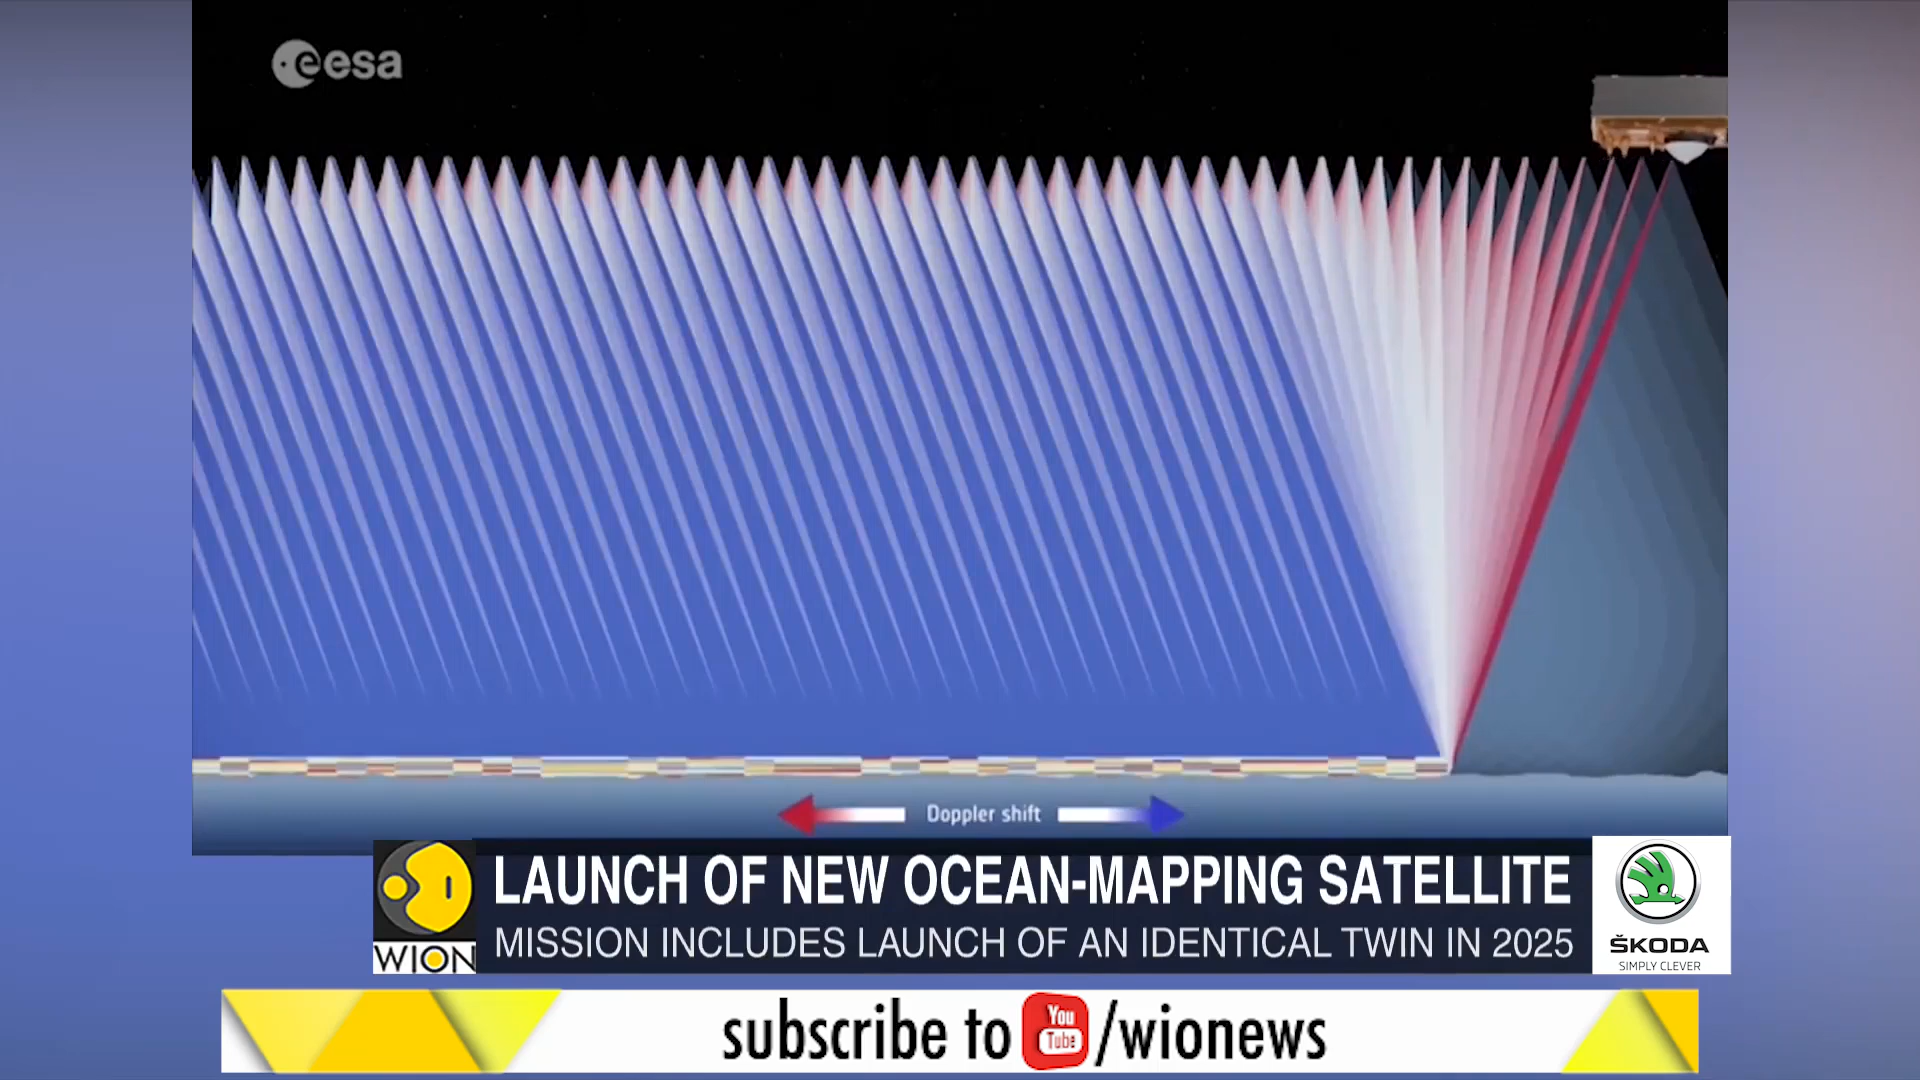 esa
Doppler shift
LAUNCH OF NEW OCEAN-MAPPING SATELLITE
MISSION INCLUDES LAUNCH OF AN IDENTICAL TWIN IN 2025
WION
ŠKODA
SIMPLY CLEVER
subscribe to You Tube /wionews